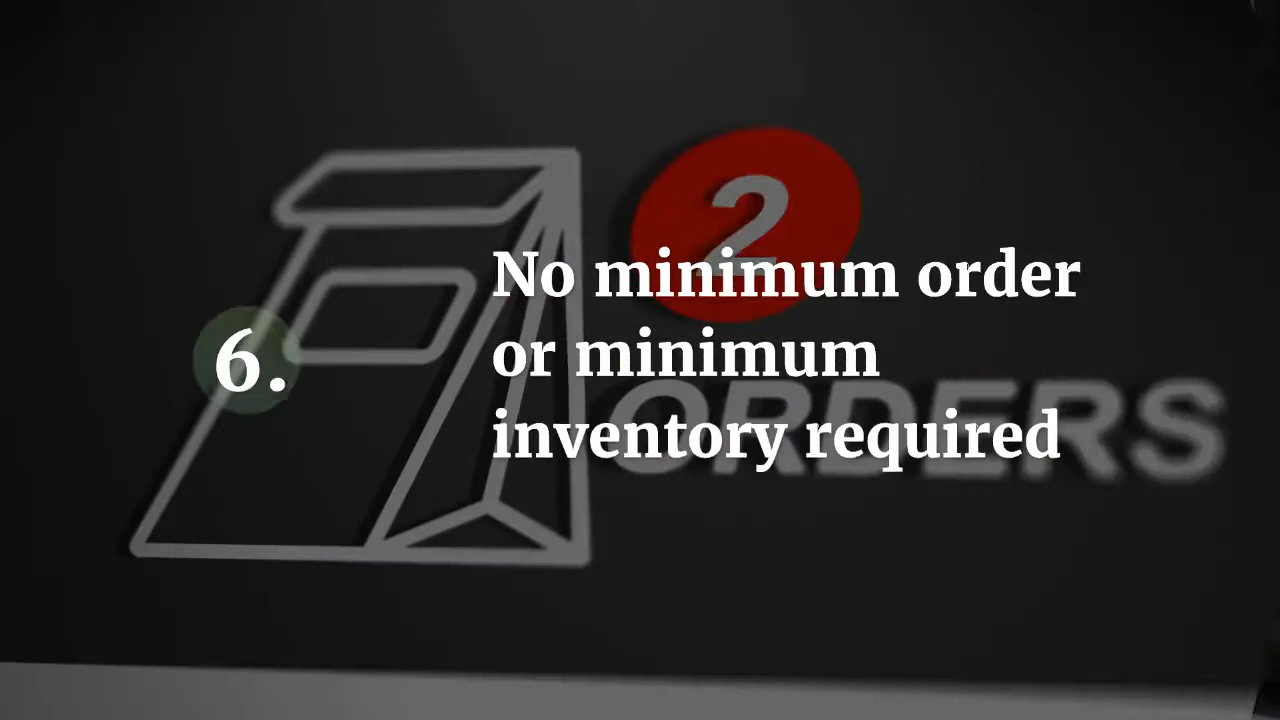 2
6.
No minimum order
or minimum
inventory required
ORDERS